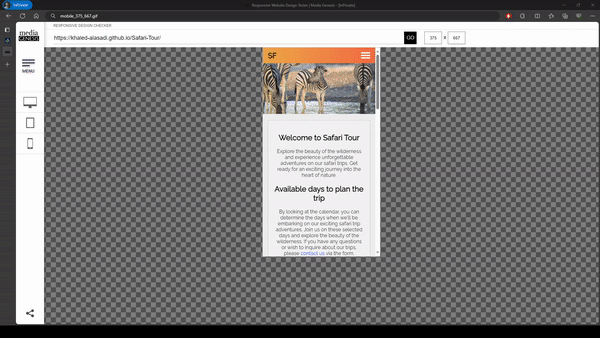 InPrivate
Responsive Website Design Tester | Media Genesis - [InPrivate]
mobile_375_667.gif
RESPONSIVE DESIGN CHECKER
media
GENESIS
https://khaled-alasadi.github.io/Safari-Tour/
GO
375
X
667
MENU
SF
Welcome to Safari Tour
Explore the beauty of the wilderness
and experience unforgettable
adventures on our safari trips. Get
ready for an exciting journey into the
heart of nature
Available days to plan the
trip
By looking at the calendar, you can
determine the days when we'll be
embarking on our exciting safari trip
adventures. Join us on these selected
days and explore the beauty of the
wilderness. If you have any questions
or wish to inquire about our trips,
please contact us via the form,